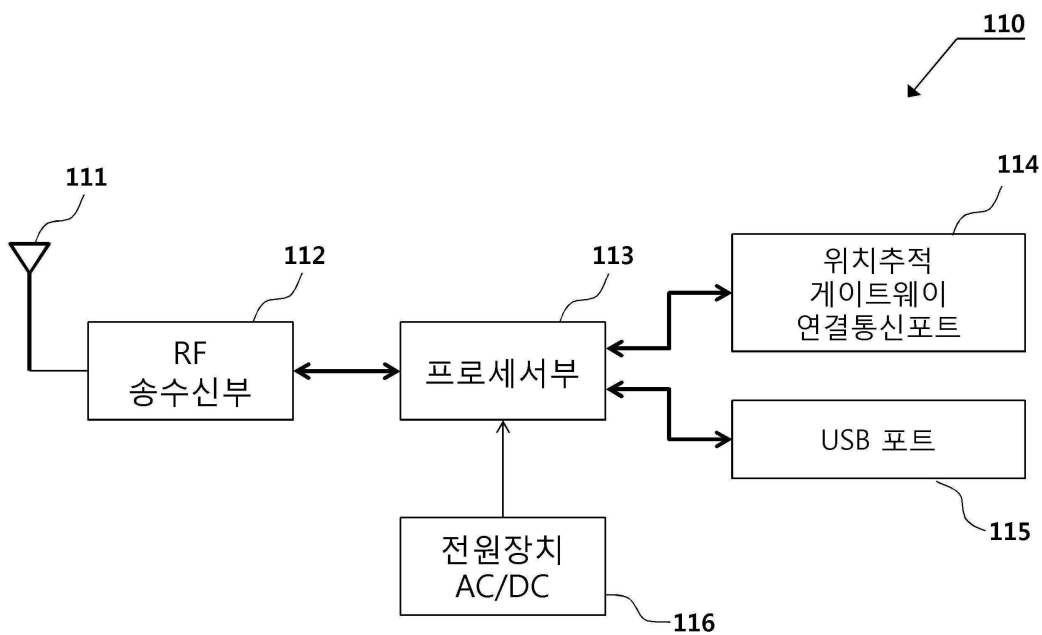 110
111
112
113
114
RF
송수신부
프로세서부
위치추적
게이트웨이
연결통신포트
USB 포트
115
전원장치
AC/DC
116